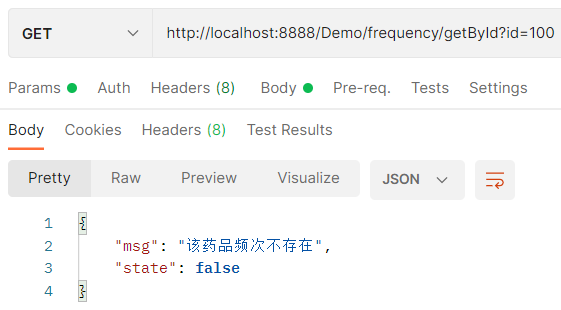 GET http://localhost:8888/Demo/frequency/getById?id=100
Params Auth Headers (8) Body Pre-req. Tests Settings
Body Cookies Headers (8) Test Results
Pretty Raw Preview Visualize JSON
1 {
2 "msg": "该药品频次不存在",
3 "state": false
4 }